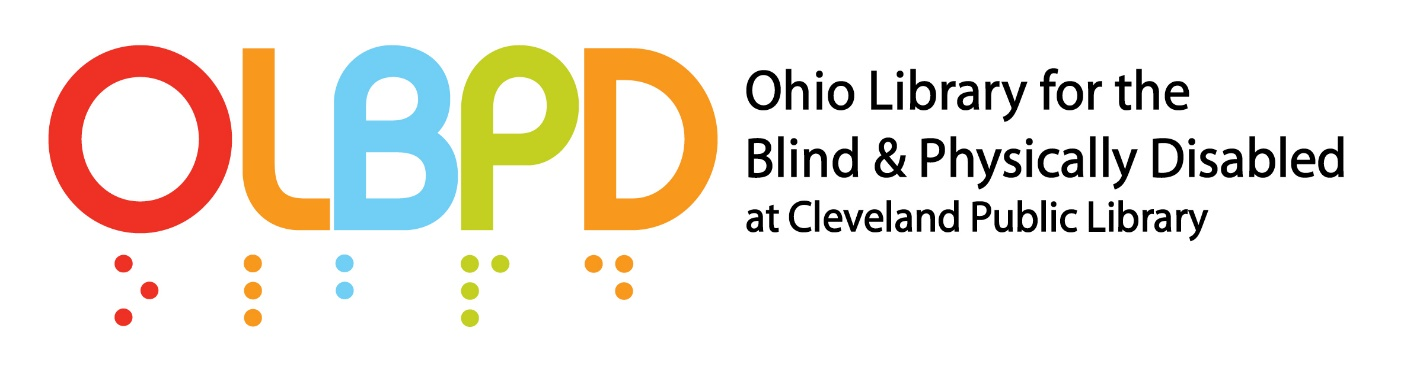 OLBPD
⠕ ⠇ ⠃ ⠏ ⠙
Ohio Library for the
Blind & Physically Disabled
at Cleveland Public Library